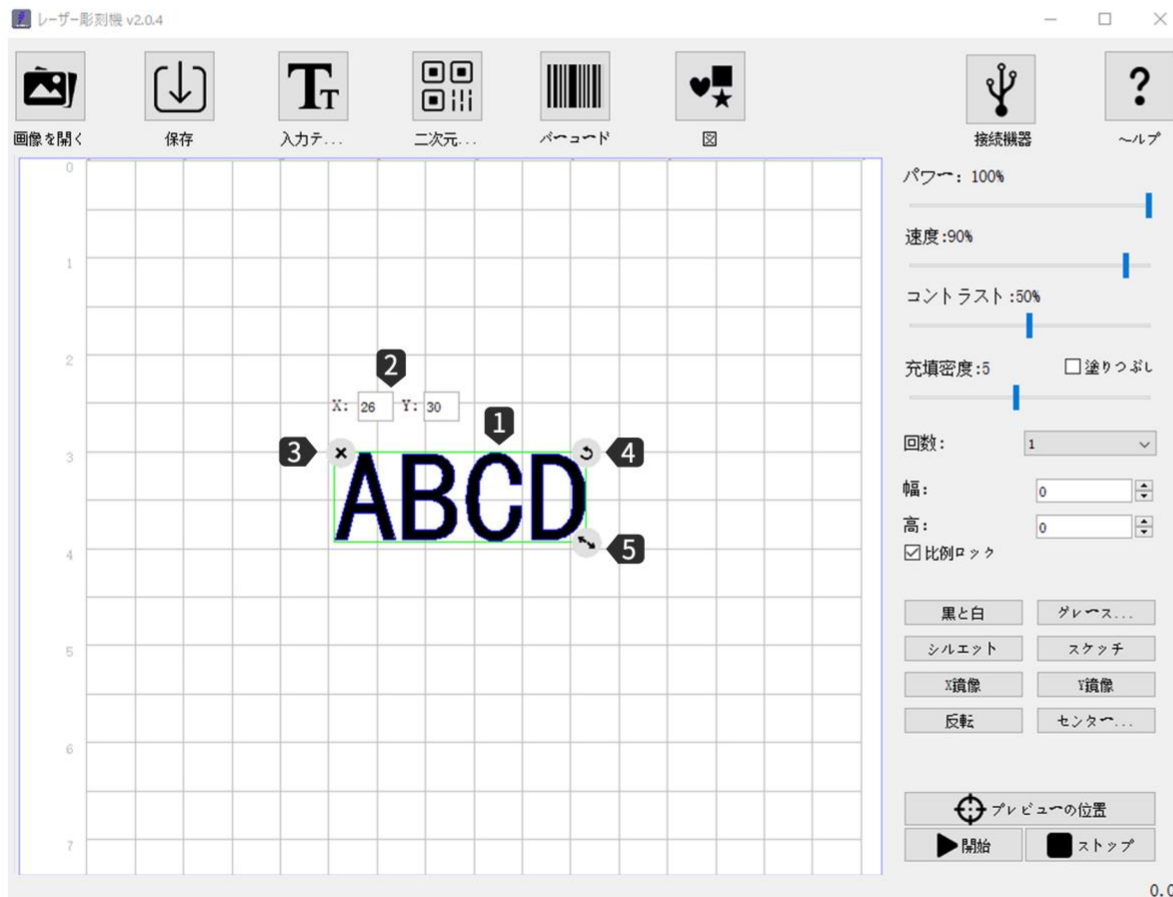 レーザー彫刻機 v2.0.4
画像を開く
保存
入力テ...
二次元...
バーコード
図
接続機器
ヘルプ
0
1
2
3
4
5
6
7
2
X: 26 Y: 30
1
3
4
ABCD
5
パワー: 100%
速度:90%
コントラスト:50%
充填密度:5
塗りつぶし
回数: 1
幅: 0
高: 0
比例ロック
黒と白
グレース...
シルエット
スケッチ
X鏡像
Y鏡像
反転
センター...
プレビューの位置
開始
ストップ
0.0